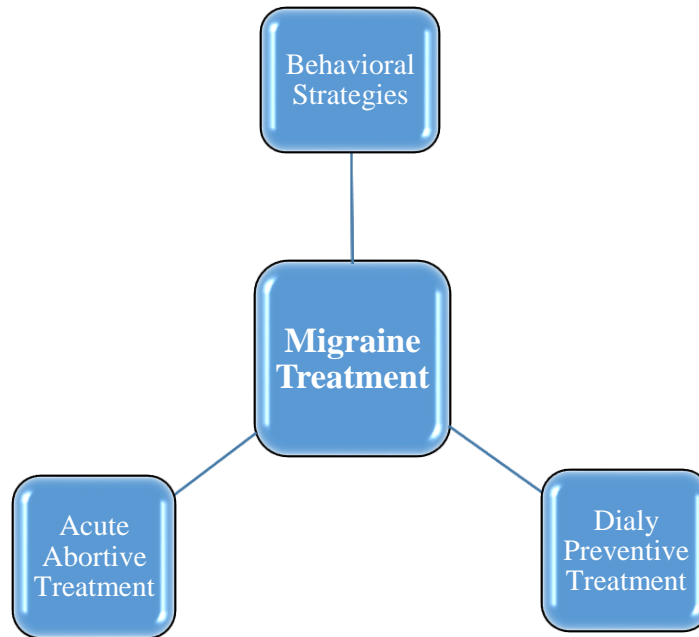 Behavioral
Strategies
Migraine
Treatment
Acute
Abortive
Treatment
Dialy
Preventive
Treatment